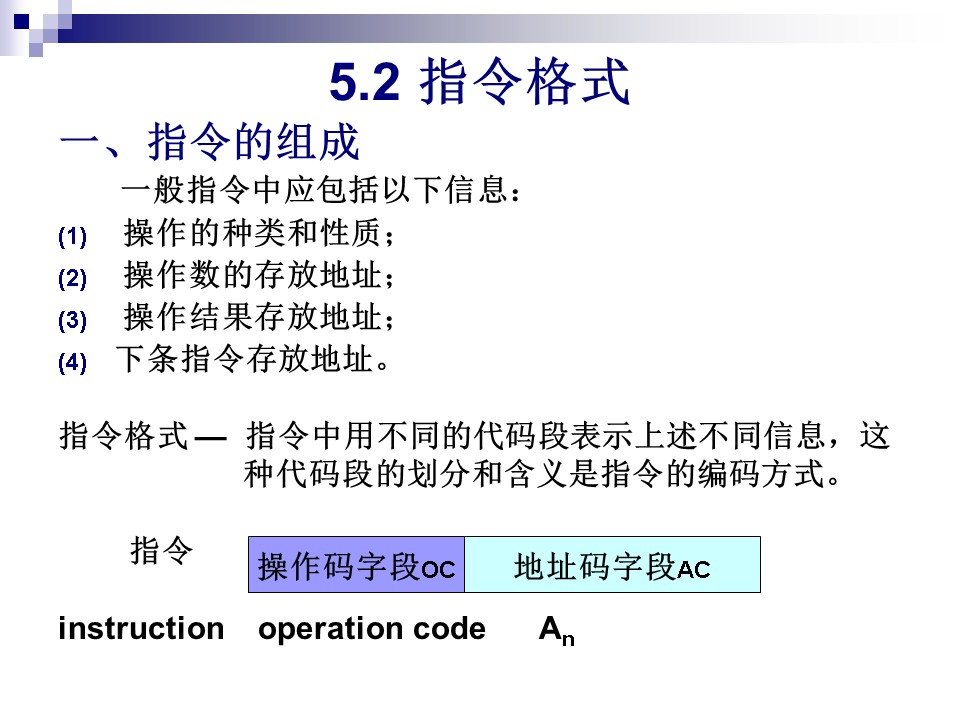 5.2 指令格式
一、指令的组成
一般指令中应包括以下信息：
(1) 操作的种类和性质；
(2) 操作数的存放地址；
(3) 操作结果存放地址；
(4) 下条指令存放地址。
指令格式 — 指令中用不同的代码段表示上述不同信息，这
种代码段的划分和含义是指令的编码方式。
指令 操作码字段OC 地址码字段AC
instruction operation code An